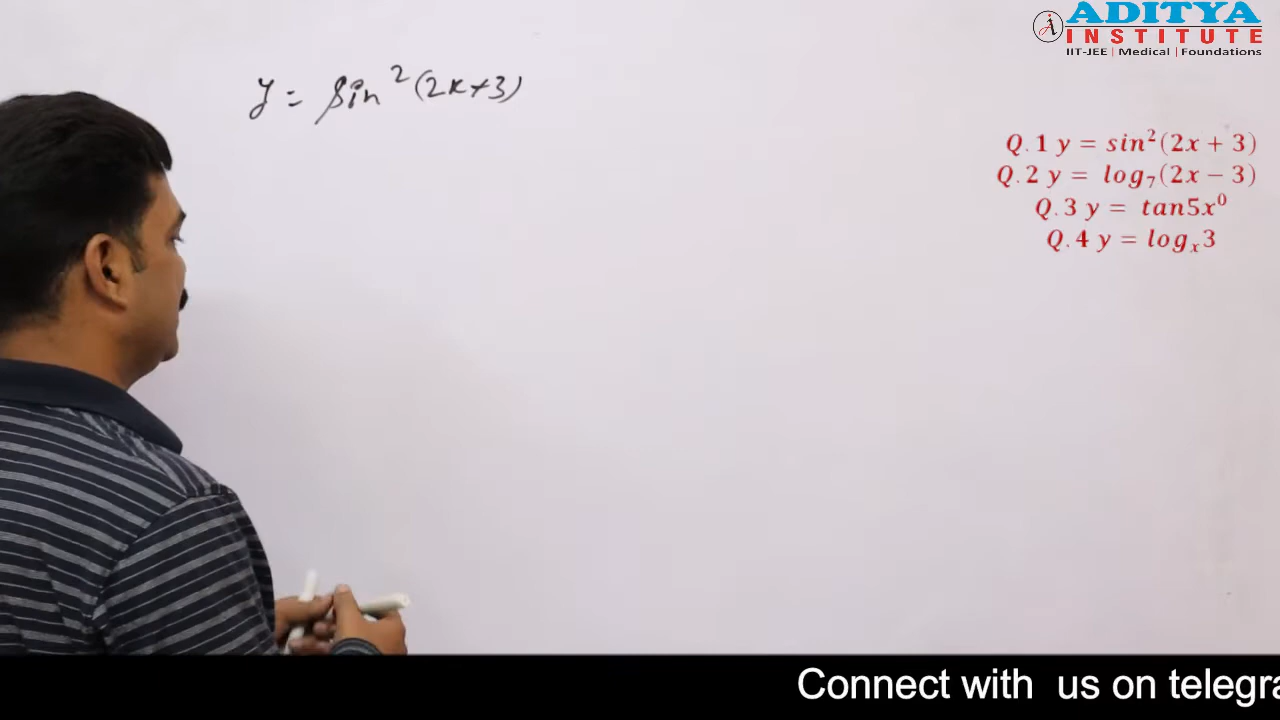 ADITYA
INSTITUTE
IIT-JEE | Medical | Foundations
y = sin²(2x+3)
Q.1 y = sin²(2x + 3)
Q.2 y = log₇(2x − 3)
Q.3 y = tan5x⁰
Q.4 y = logₓ3
Connect with us on telegra